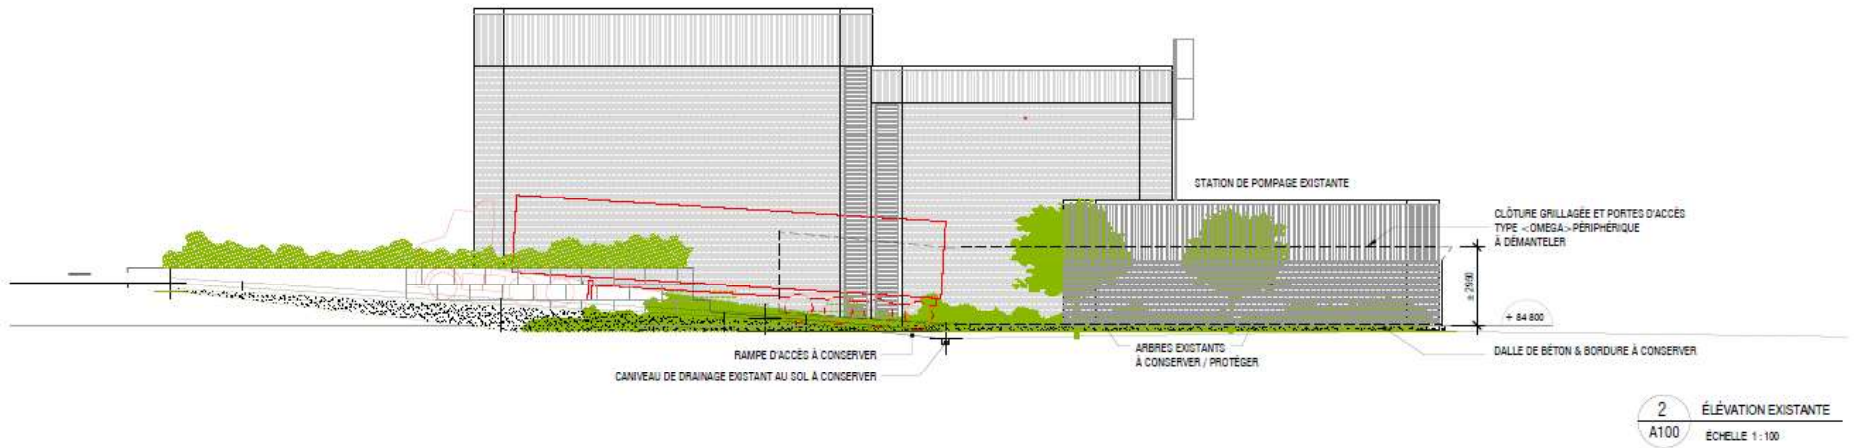 STATION DE POMPAGE EXISTANTE
CLÔTURE GRILLAGÉE ET PORTES D'ACCÈS
TYPE <OMEGA> PÉRIPHÉRIQUE
À DÉMANTELER
± 2950
+ 84 800
RAMPE D'ACCÈS À CONSERVER
CANIVEAU DE DRAINAGE EXISTANT AU SOL À CONSERVER
ARBRES EXISTANTS
À CONSERVER / PROTÉGER
DALLE DE BÉTON & BORDURE À CONSERVER
2
A100
ÉLÉVATION EXISTANTE
ÉCHELLE 1 : 100